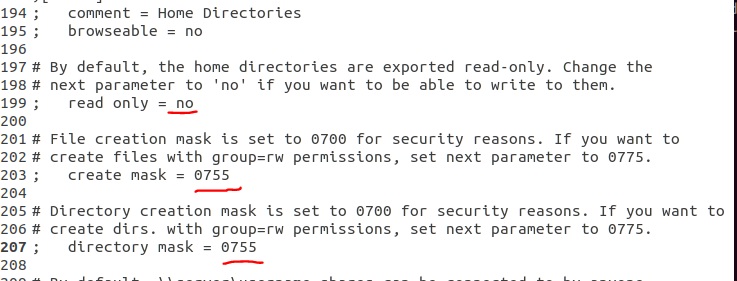 194 ;   comment = Home Directories
195 ;   browseable = no
196
197 # By default, the home directories are exported read-only. Change the
198 # next parameter to 'no' if you want to be able to write to them.
199 ;   read only = no
200
201 # File creation mask is set to 0700 for security reasons. If you want to
202 # create files with group=rw permissions, set next parameter to 0775.
203 ;   create mask = 0755
204
205 # Directory creation mask is set to 0700 for security reasons. If you want to
206 # create dirs. with group=rw permissions, set next parameter to 0775.
207 ;   directory mask = 0755
208